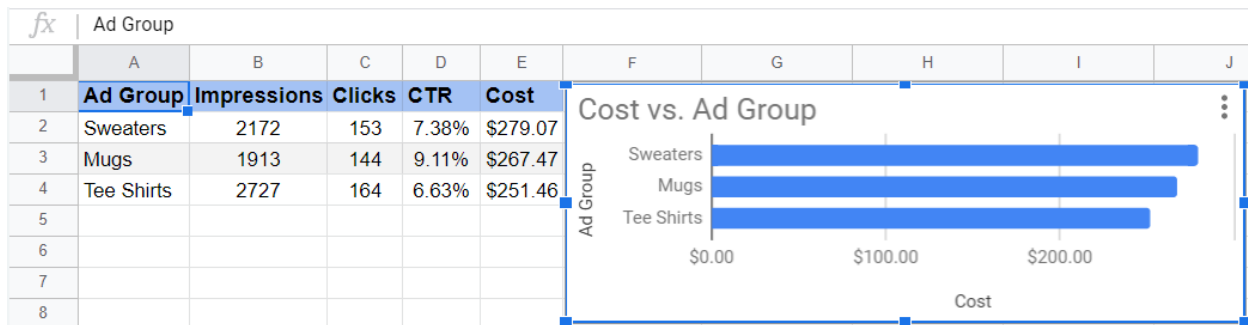 fx Ad Group
A B C D E F G H I J
1 Ad Group Impressions Clicks CTR Cost
2 Sweaters 2172 153 7.38% $279.07
3 Mugs 1913 144 9.11% $267.47
4 Tee Shirts 2727 164 6.63% $251.46
5
6
7
8
Cost vs. Ad Group
Ad Group
Sweaters
Mugs
Tee Shirts
$0.00 $100.00 $200.00
Cost